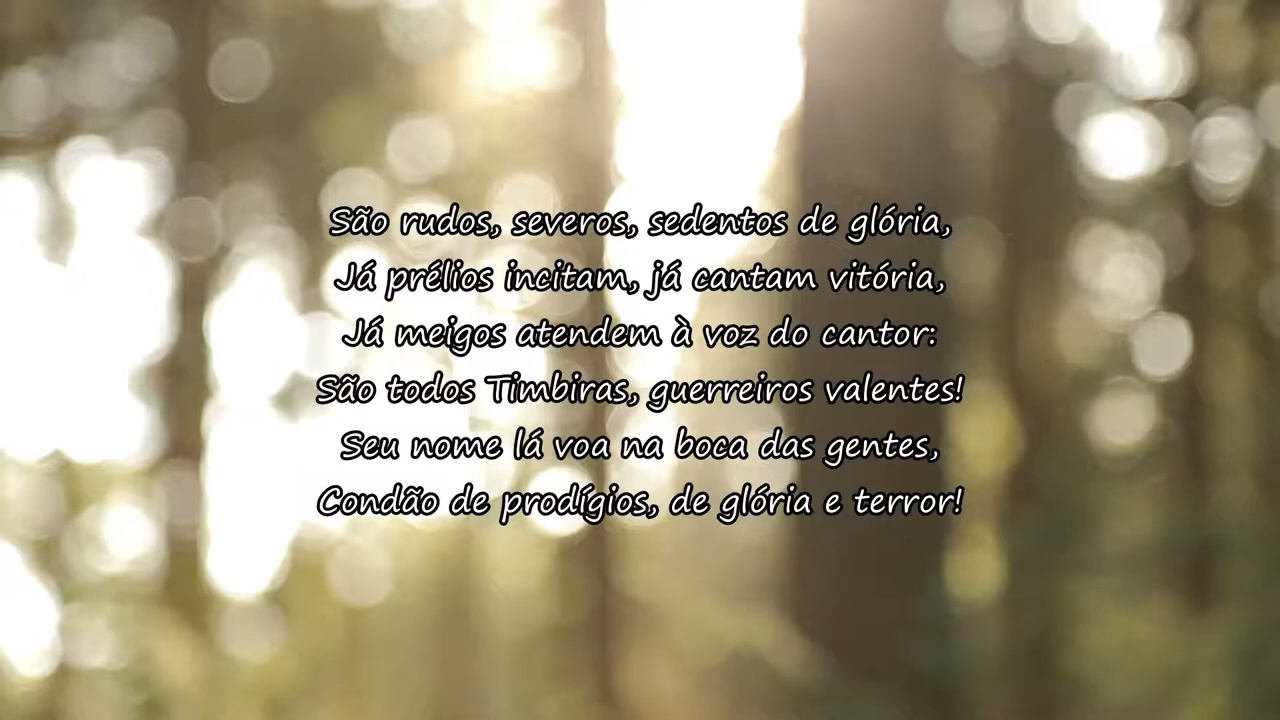 São rudos, severos, sedentos de glória,
Já prélios incitam, já cantam vitória,
Já meigos atendem à voz do cantor:
São todos Timbiras, guerreiros valentes!
Seu nome lá voa na boca das gentes,
Condão de prodígios, de glória e terror!